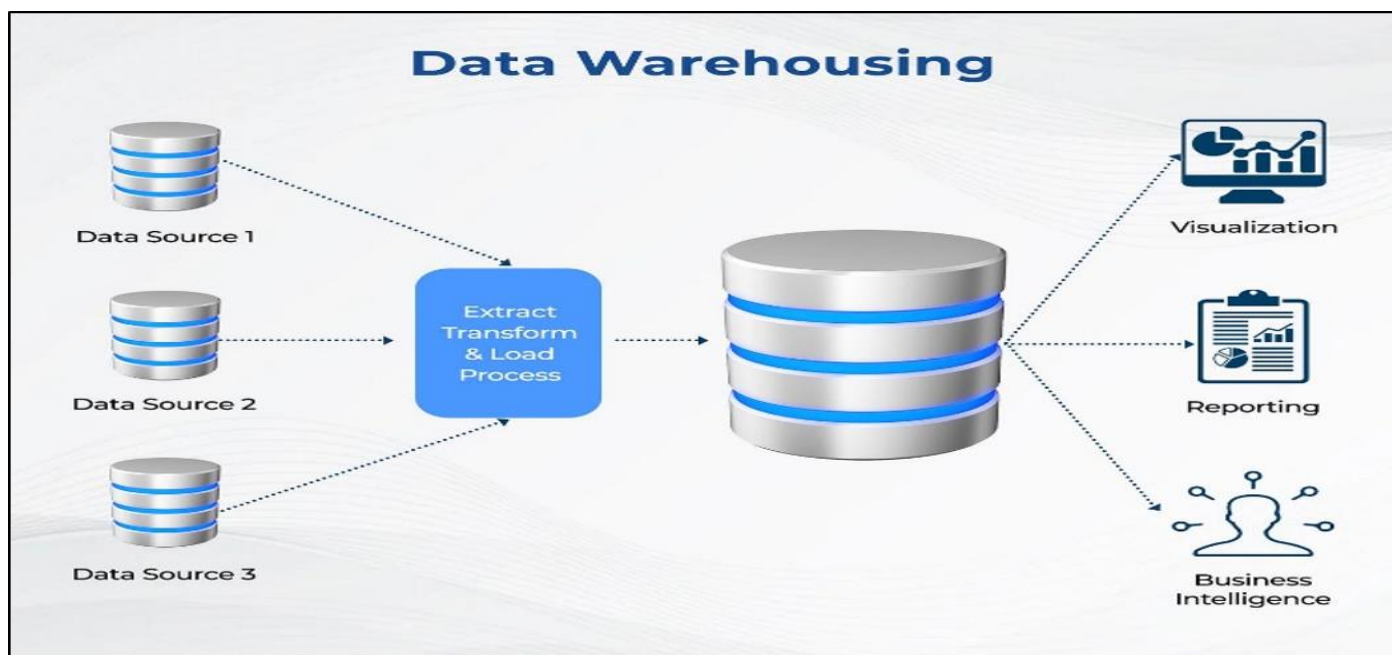 Data Warehousing
Data Source 1
Data Source 2
Data Source 3
Extract
Transform
& Load
Process
Visualization
Reporting
Business
Intelligence